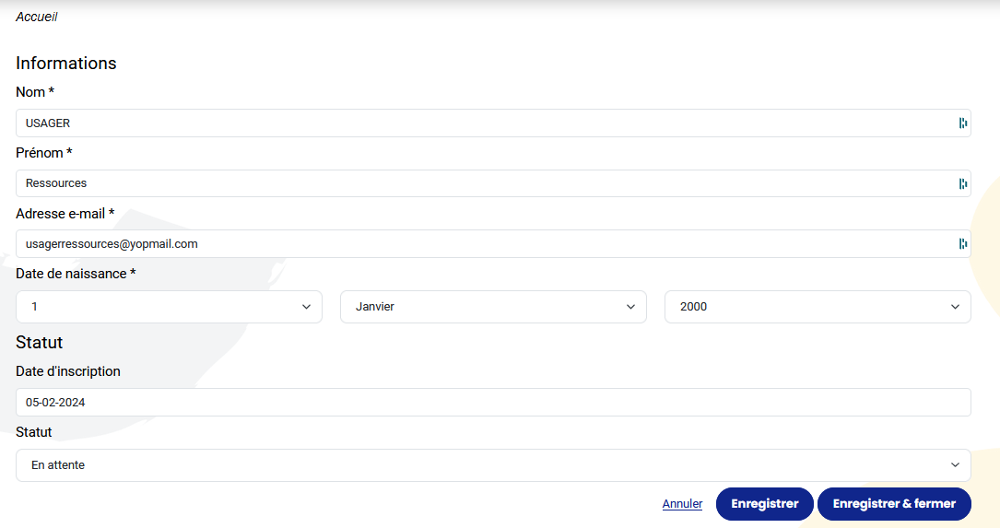 Accueil
Informations
Nom *
USAGER
Prénom *
Ressources
Adresse e-mail *
usagerressources@yopmail.com
Date de naissance *
1 Janvier 2000
Statut
Date d'inscription
05-02-2024
Statut
En attente
Annuler Enregistrer Enregistrer & fermer